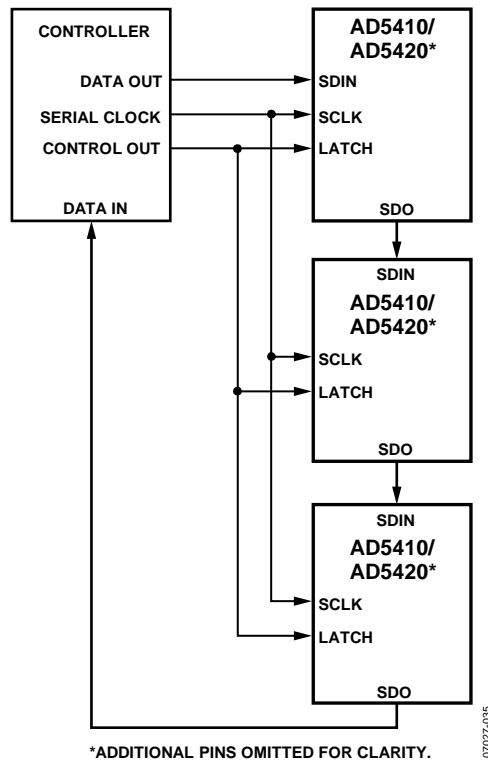 CONTROLLER
DATA OUT
SERIAL CLOCK
CONTROL OUT
DATA IN
AD5410/
AD5420*
SDIN
SCLK
LATCH
SDO
SDIN
AD5410/
AD5420*
SCLK
LATCH
SDO
SDIN
AD5410/
AD5420*
SCLK
LATCH
SDO
*ADDITIONAL PINS OMITTED FOR CLARITY.
07027-035